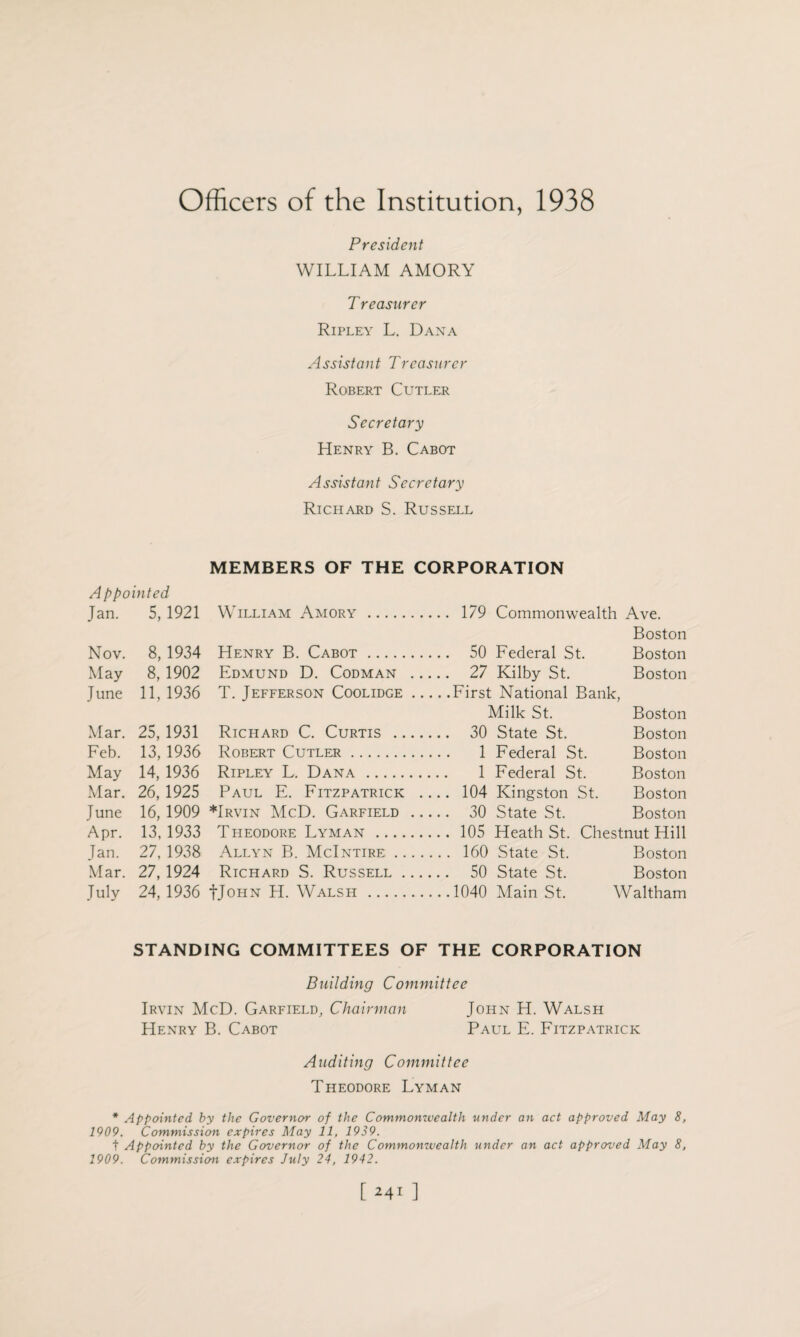 Officers of the Institution, 1938
President
WILLIAM AMORY
Treasurer
RIPLEY L. DANA
Assistant Treasurer
ROBERT CUTLER
Secretary
HENRY B. CABOT
Assistant Secretary
RICHARD S. RUSSELL
MEMBERS OF THE CORPORATION
Appointed
Jan. 5, 1921 WILLIAM AMORY .......... 179 Commonwealth Ave.
Boston
Nov. 8, 1934 HENRY B. CABOT .......... 50 Federal St. Boston
May 8, 1902 EDMUND D. CODMAN ..... 27 Kilby St. Boston
June 11, 1936 T. JEFFERSON COOLIDGE .....First National Bank,
Milk St. Boston
Mar. 25, 1931 RICHARD C. CURTIS ....... 30 State St. Boston
Feb. 13, 1936 ROBERT CUTLER ............ 1 Federal St. Boston
May 14, 1936 RIPLEY L. DANA .......... 1 Federal St. Boston
Mar. 26, 1925 PAUL E. FITZPATRICK .... 104 Kingston St. Boston
June 16, 1909 *IRVIN McD. GARFIELD ..... 30 State St. Boston
Apr. 13, 1933 THEODORE LYMAN ......... 105 Heath St. Chestnut Hill
Jan. 27, 1938 ALLYN B. McINTIRE ....... 160 State St. Boston
Mar. 27, 1924 RICHARD S. RUSSELL ...... 50 State St. Boston
July 24, 1936 †JOHN H. WALSH ..........1040 Main St. Waltham
STANDING COMMITTEES OF THE CORPORATION
Building Committee
IRVIN McD. GARFIELD, Chairman JOHN H. WALSH
HENRY B. CABOT PAUL E. FITZPATRICK
Auditing Committee
THEODORE LYMAN
* Appointed by the Governor of the Commonwealth under an act approved May 8,
1909. Commission expires May 11, 1939.
† Appointed by the Governor of the Commonwealth under an act approved May 8,
1909. Commission expires July 24, 1942.
[ 241 ]